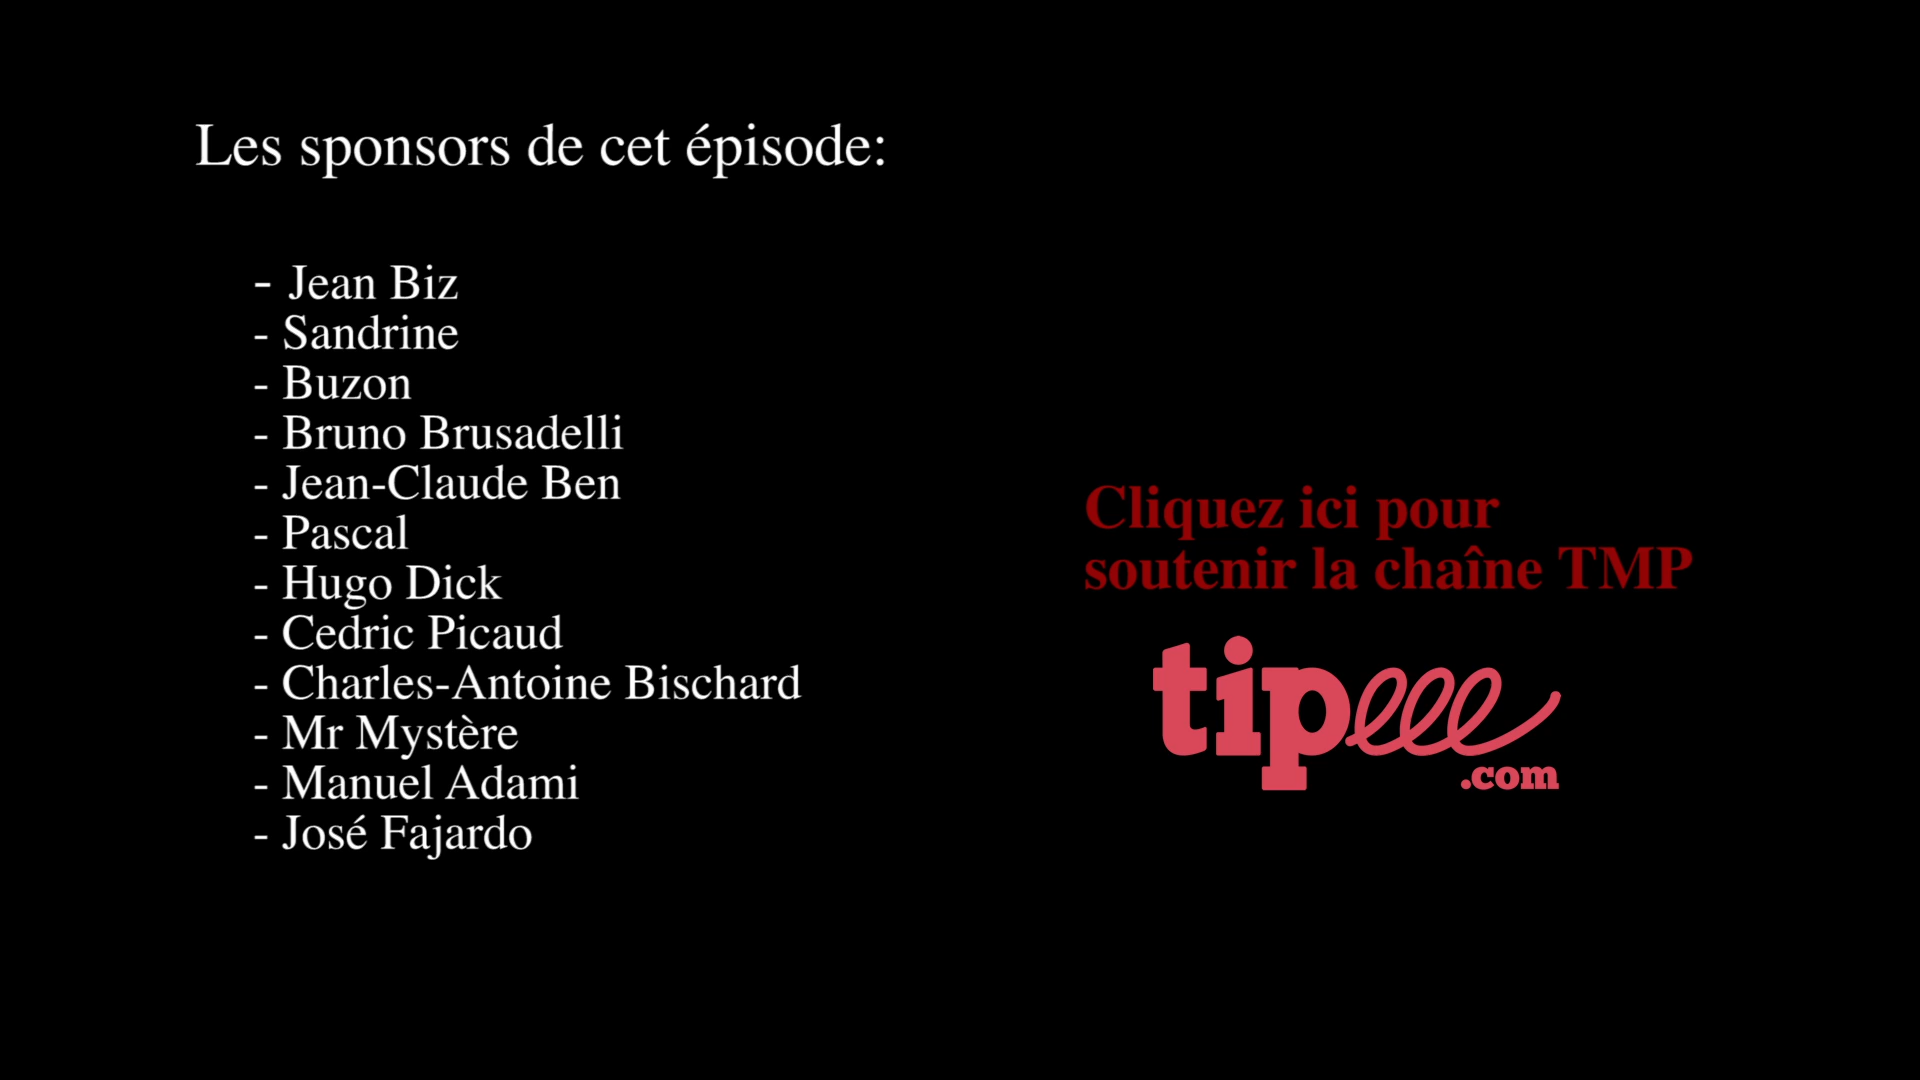 Les sponsors de cet épisode:
- Jean Biz
- Sandrine
- Buzon
- Bruno Brusadelli
- Jean-Claude Ben
- Pascal
- Hugo Dick
- Cedric Picaud
- Charles-Antoine Bischard
- Mr Mystère
- Manuel Adami
- José Fajardo
Cliquez ici pour
soutenir la chaîne TMP
tipeee
.com